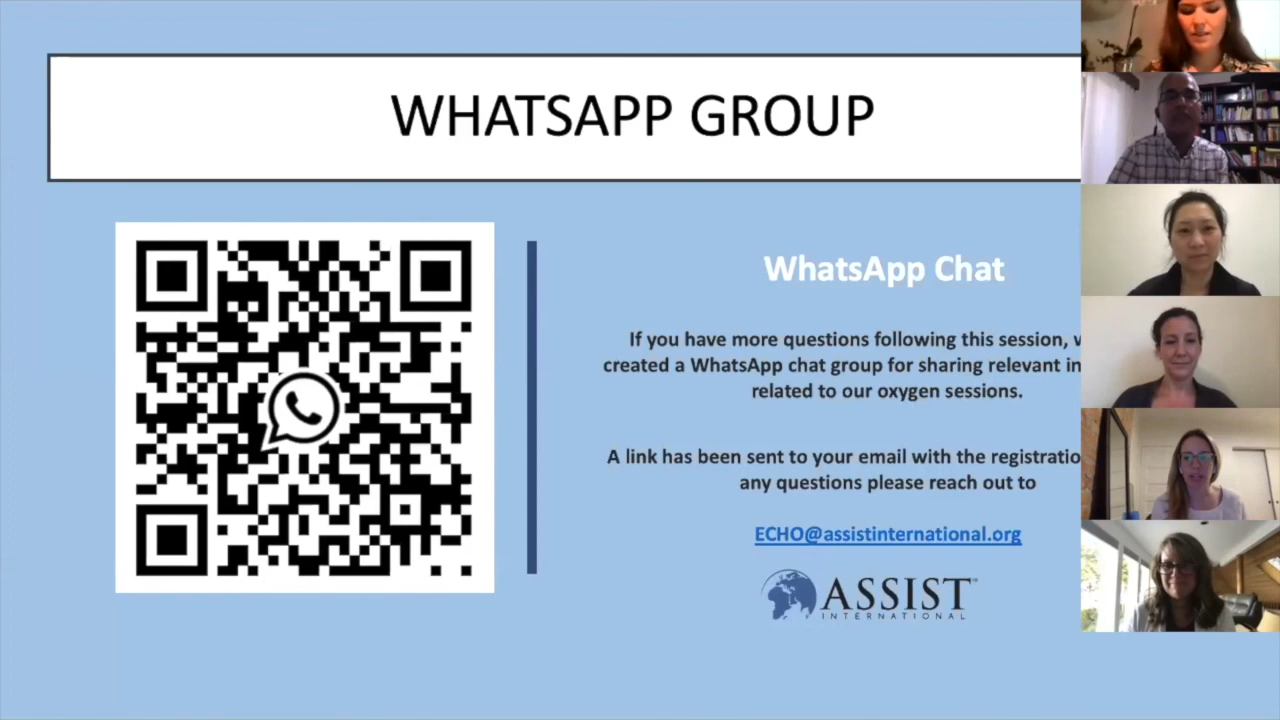 WHATSAPP GROUP
WhatsApp Chat
If you have more questions following this session,
created a WhatsApp chat group for sharing relevant
related to our oxygen sessions.
A link has been sent to your email with the
any questions please reach out to
ECHO@assistinternational.org
ASSIST
INTERNATIONAL